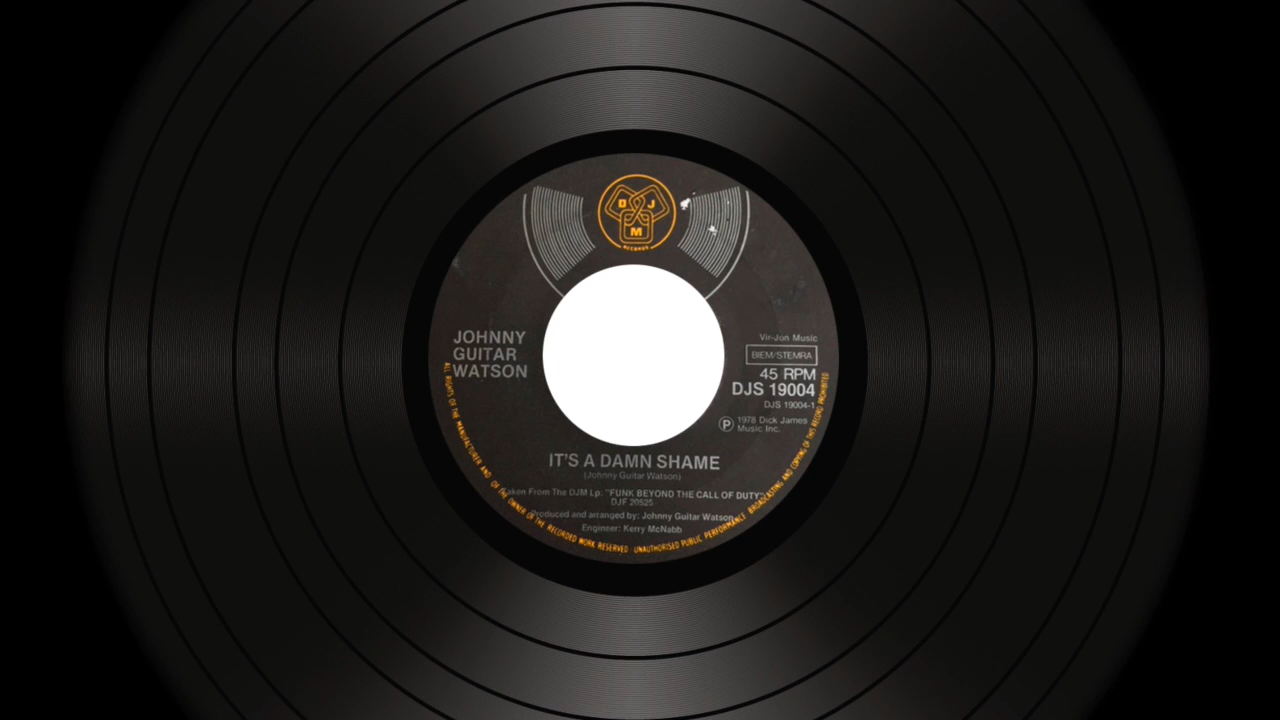 D J
M
RECORDS
JOHNNY
GUITAR
WATSON
Vir-Jon Music
BIEM/STEMRA
45 RPM
DJS 19004
DJS 19004-1
Ⓟ 1978 Dick James
Music Inc.
IT'S A DAMN SHAME
(Johnny Guitar Watson)
Taken From The DJM Lp: "FUNK BEYOND THE CALL OF DUTY"
DJF 20525
Produced and arranged by: Johnny Guitar Watson
Engineer: Kerry McNabb
ALL RIGHTS OF THE MANUFACTURER AND OF THE OWNER OF THE RECORDED WORK RESERVED · UNAUTHORISED PUBLIC PERFORMANCE BROADCASTING AND COPYING OF THIS RECORD PROHIBITED